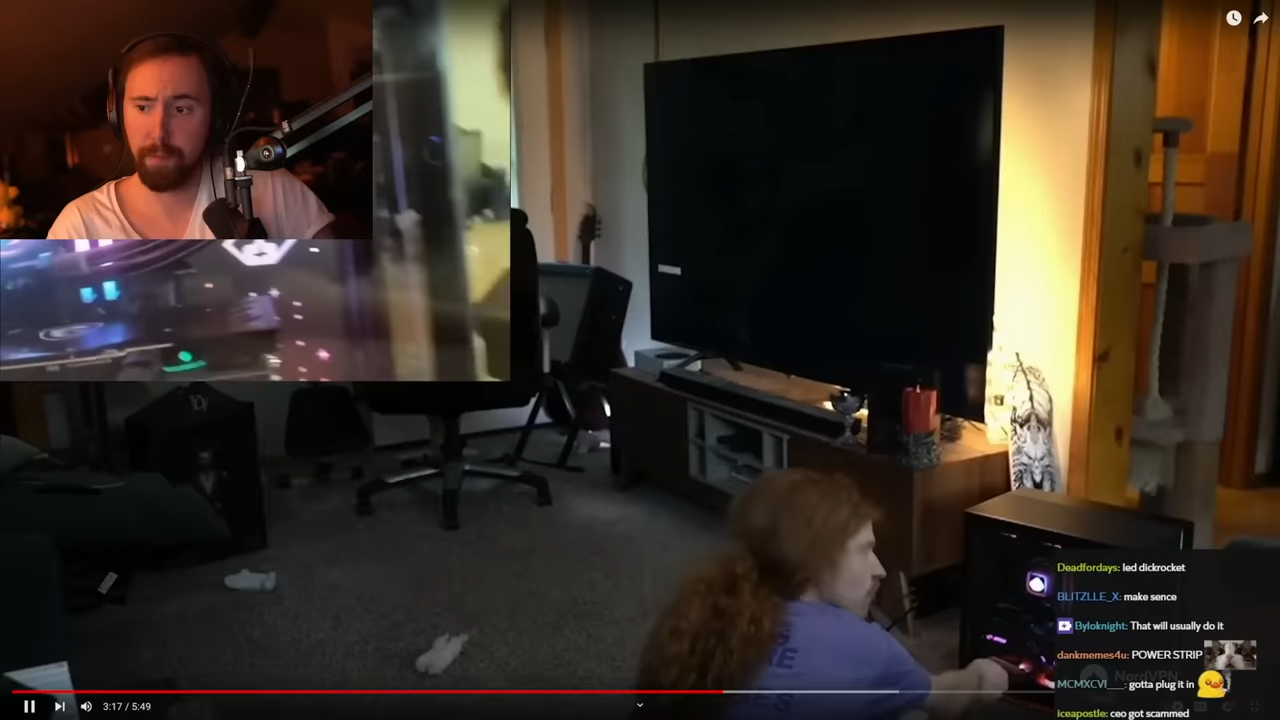 Deadfordays: led dickrocket
BLITZLLE_X: make sence
Byloknight: That will usually do it
dankmemes4u: POWER STRIP
NordVPN
MCMXCVI___: gotta plug it in
iceapostle: ceo got scammed
3:17 / 5:49